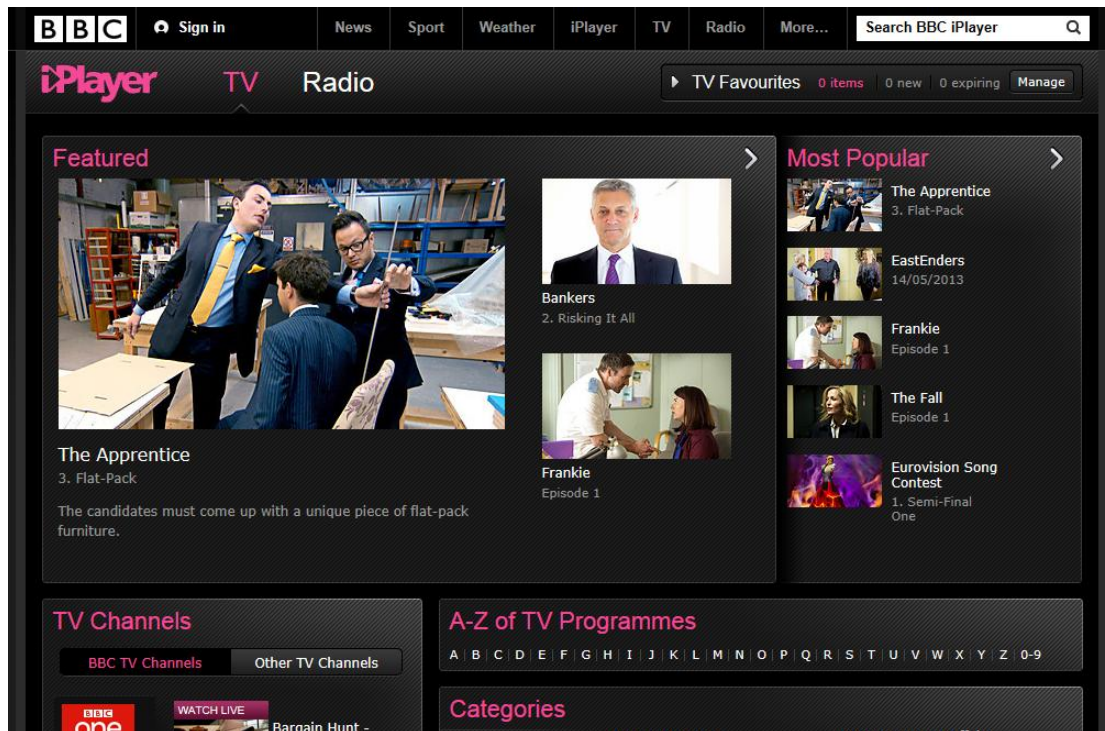 BBC Sign in News Sport Weather iPlayer TV Radio More... Search BBC iPlayer
iPlayer TV Radio TV Favourites 0 items 0 new 0 expiring Manage
Featured
The Apprentice
3. Flat-Pack
The candidates must come up with a unique piece of flat-pack
furniture.
Bankers
2. Risking It All
Frankie
Episode 1
Most Popular
The Apprentice
3. Flat-Pack
EastEnders
14/05/2013
Frankie
Episode 1
The Fall
Episode 1
Eurovision Song
Contest
1. Semi-Final
One
TV Channels
BBC TV Channels Other TV Channels
BBC
one
WATCH LIVE
Bargain Hunt -
A-Z of TV Programmes
A B C D E F G H I J K L M N O P Q R S T U V W X Y Z 0-9
Categories